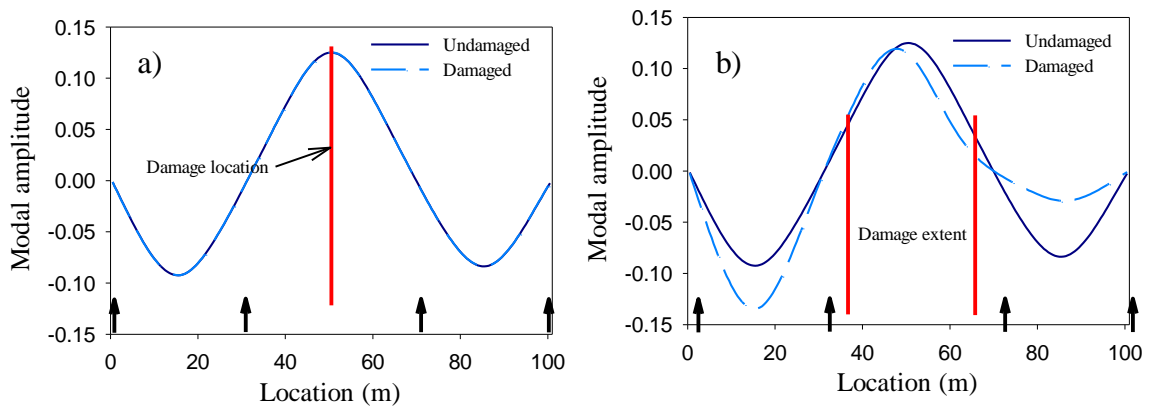 a)
Undamaged
Damaged
Damage location
Modal amplitude
0.15
0.10
0.05
0.00
-0.05
-0.10
-0.15
0 20 40 60 80 100
Location (m)
b)
Undamaged
Damaged
Damage extent
Modal amplitude
0.15
0.10
0.05
0.00
-0.05
-0.10
-0.15
0 20 40 60 80 100
Location (m)